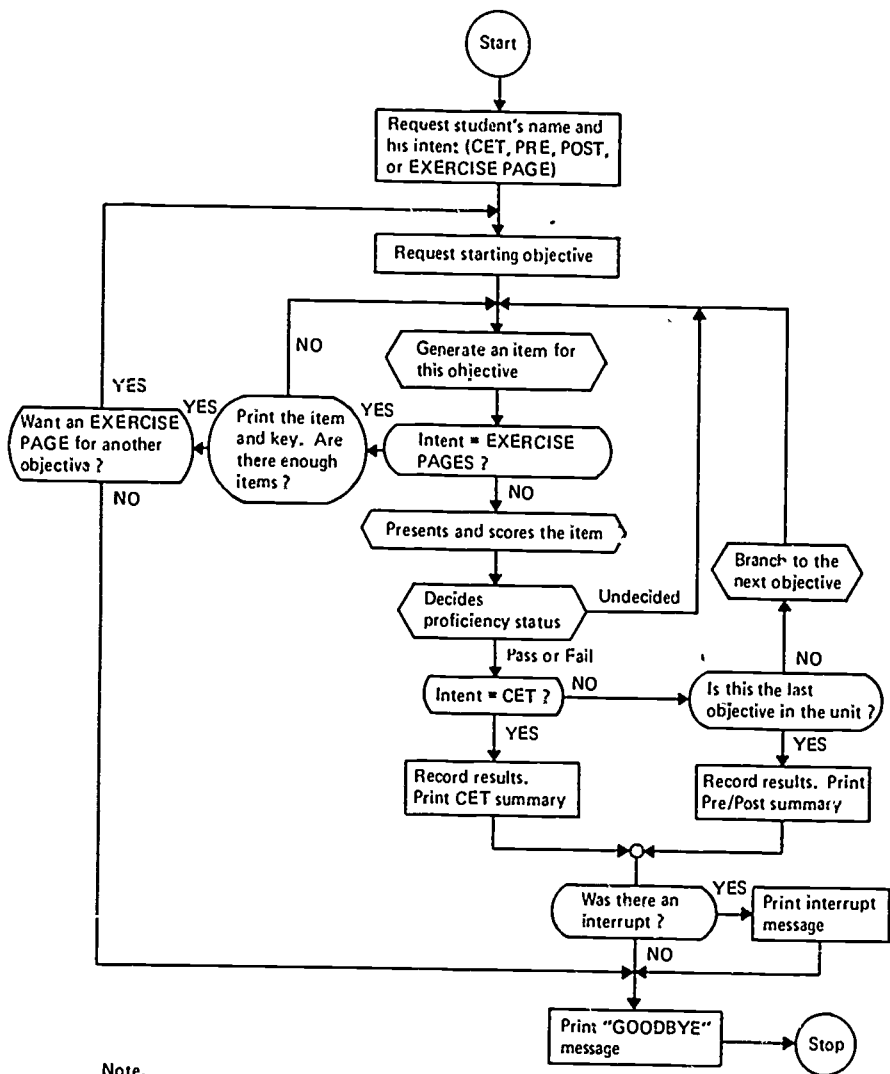 Start
Request student's name and
his intent (CET, PRE, POST,
or EXERCISE PAGE)
Request starting objective
NO
Generate an item for
this objective
YES
Want an EXERCISE
PAGE for another
objective ?
YES
Print the item
and key. Are
there enough
items ?
YES
Intent = EXERCISE
PAGES ?
NO
NO
Presents and scores the item
Branch to the
next objective
Decides
proficiency status
Undecided
Pass or Fail
NO
Intent = CET ?
NO
Is this the last
objective in the unit ?
YES
YES
Record results.
Print CET summary
Record results. Print
Pre/Post summary
Was there an
interrupt ?
YES
Print interrupt
message
NO
Print "GOODBYE"
message
Stop
Note.